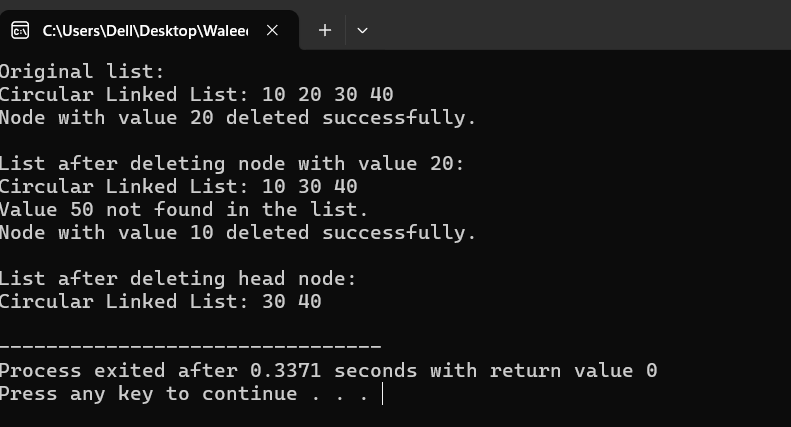 C:\Users\Dell\Desktop\Walee
Original list:
Circular Linked List: 10 20 30 40
Node with value 20 deleted successfully.
List after deleting node with value 20:
Circular Linked List: 10 30 40
Value 50 not found in the list.
Node with value 10 deleted successfully.
List after deleting head node:
Circular Linked List: 30 40
--------------------------------
Process exited after 0.3371 seconds with return value 0
Press any key to continue . . .